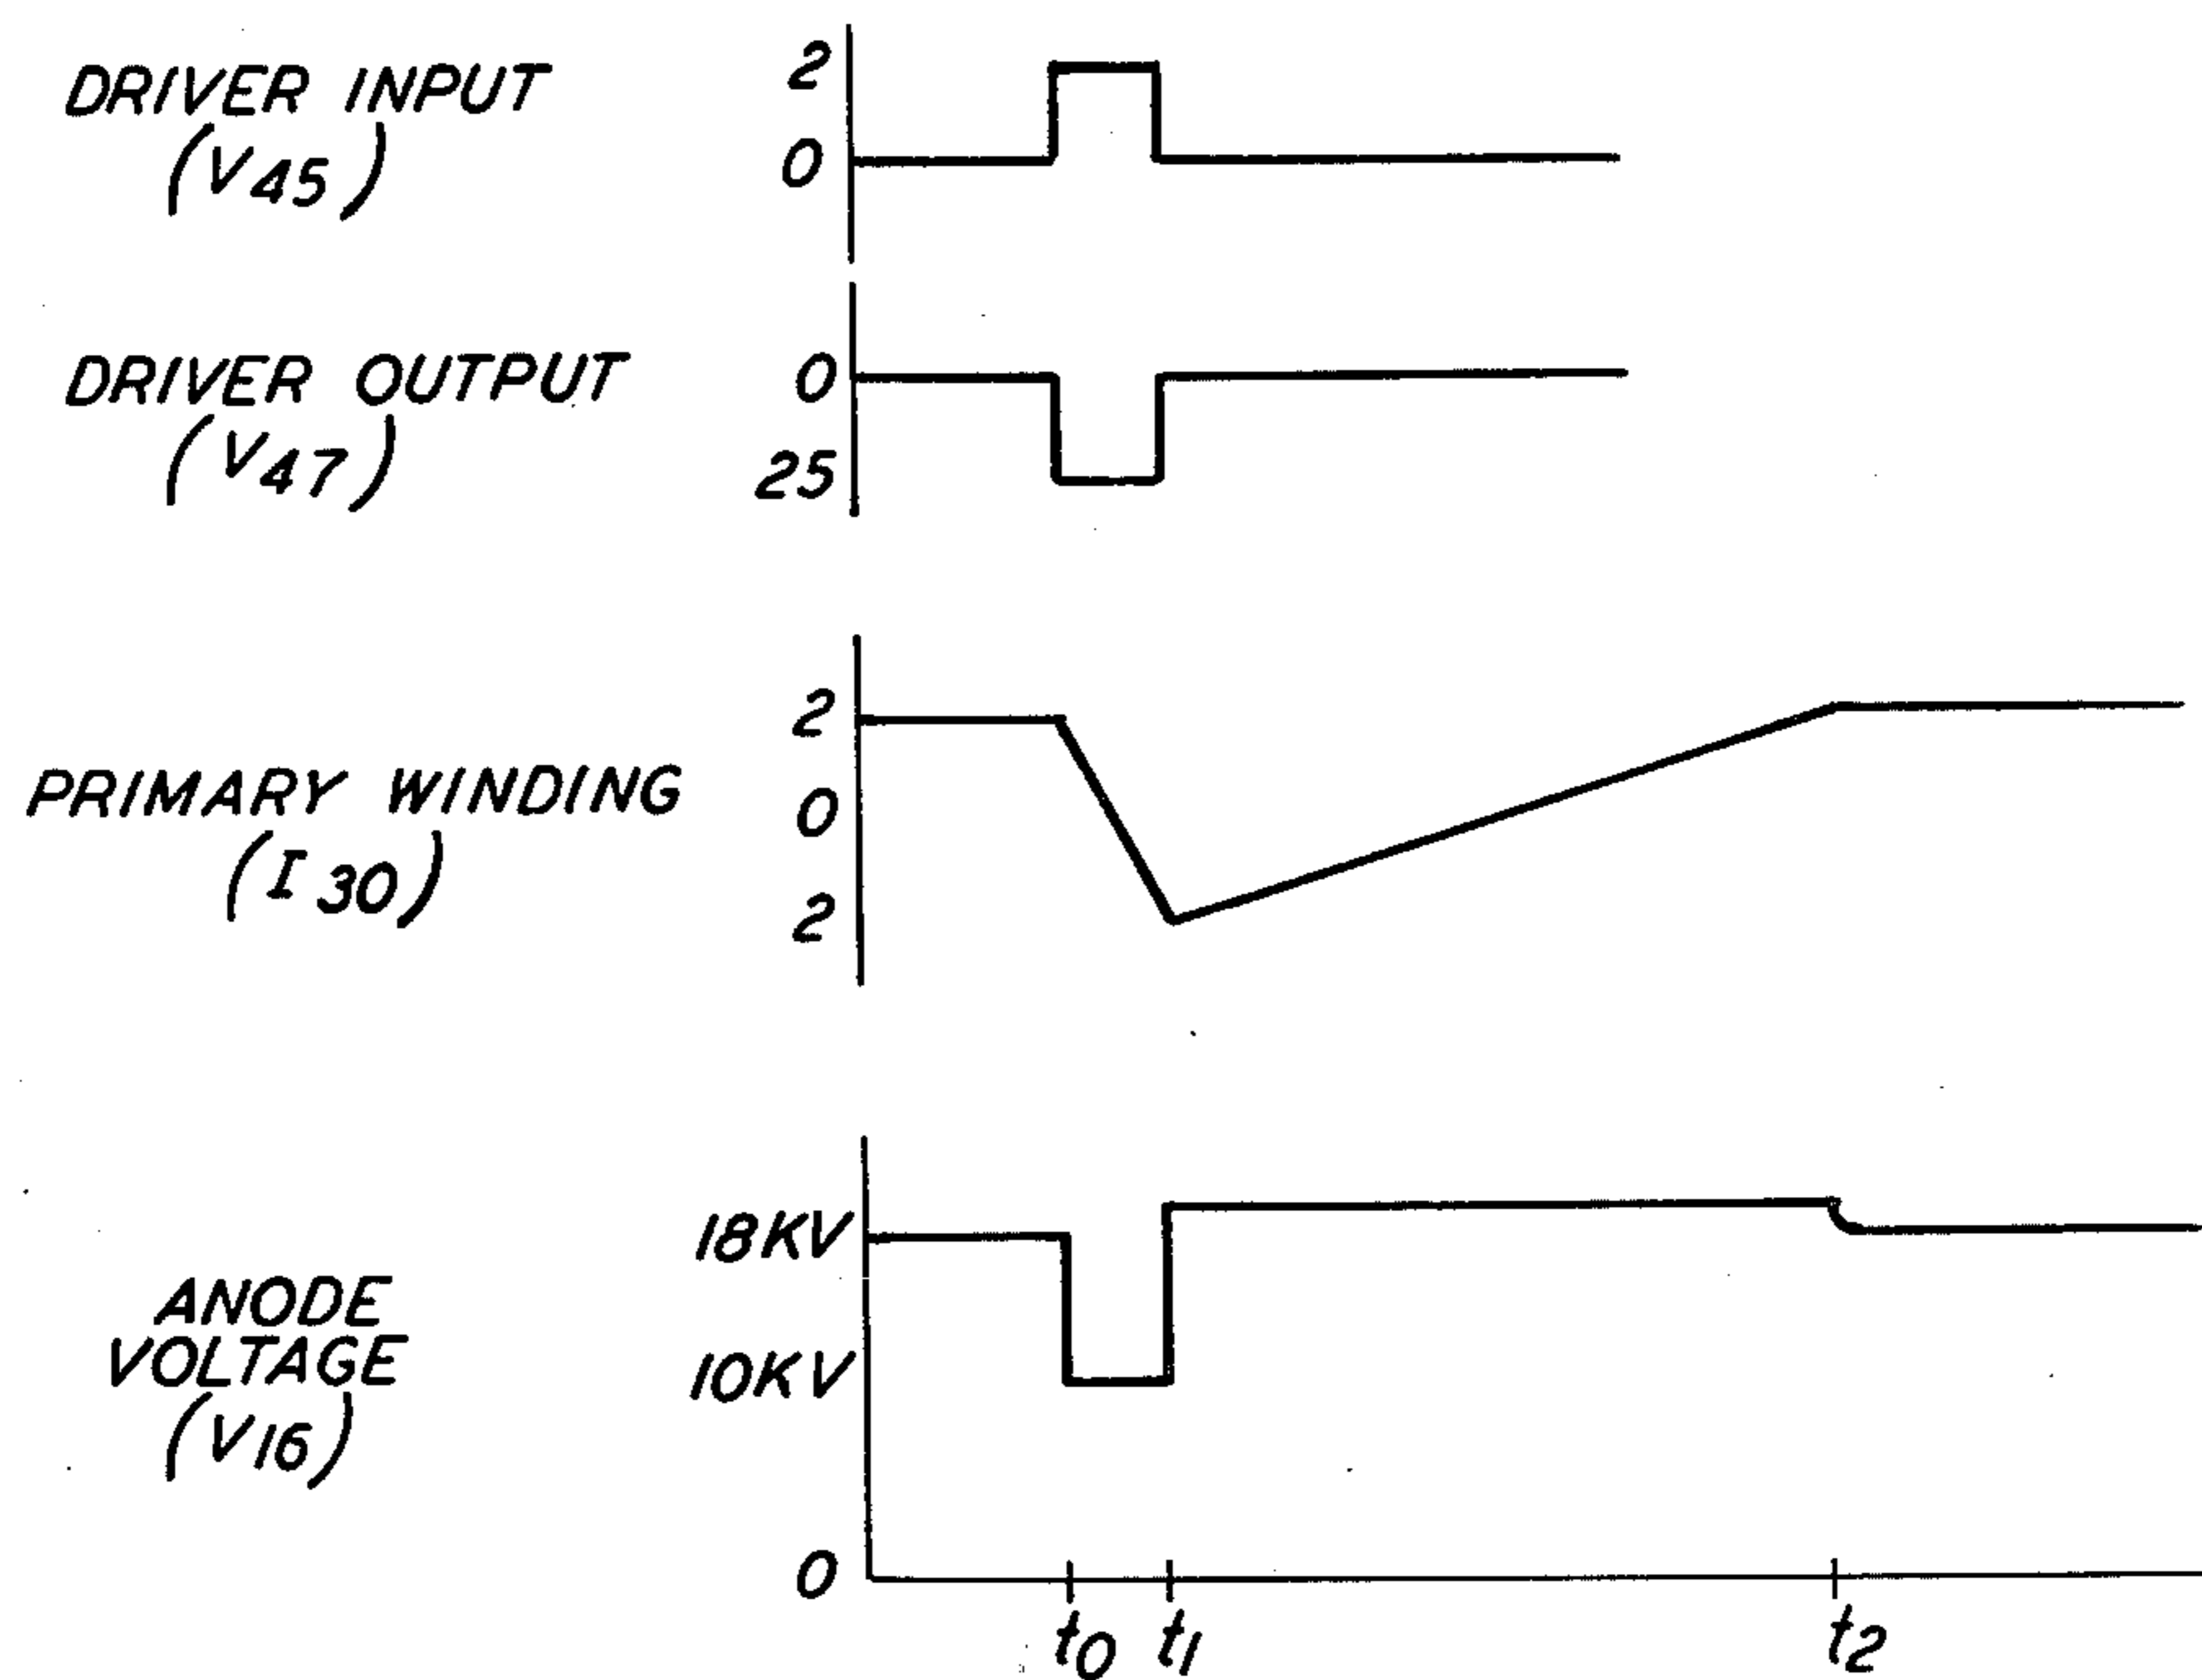 DRIVER INPUT
(V45)
2
0
DRIVER OUTPUT
(V47)
0
25
PRIMARY WINDING
(I30)
2
0
2
ANODE
VOLTAGE
(V16)
18KV
10KV
0
t0 t1 t2